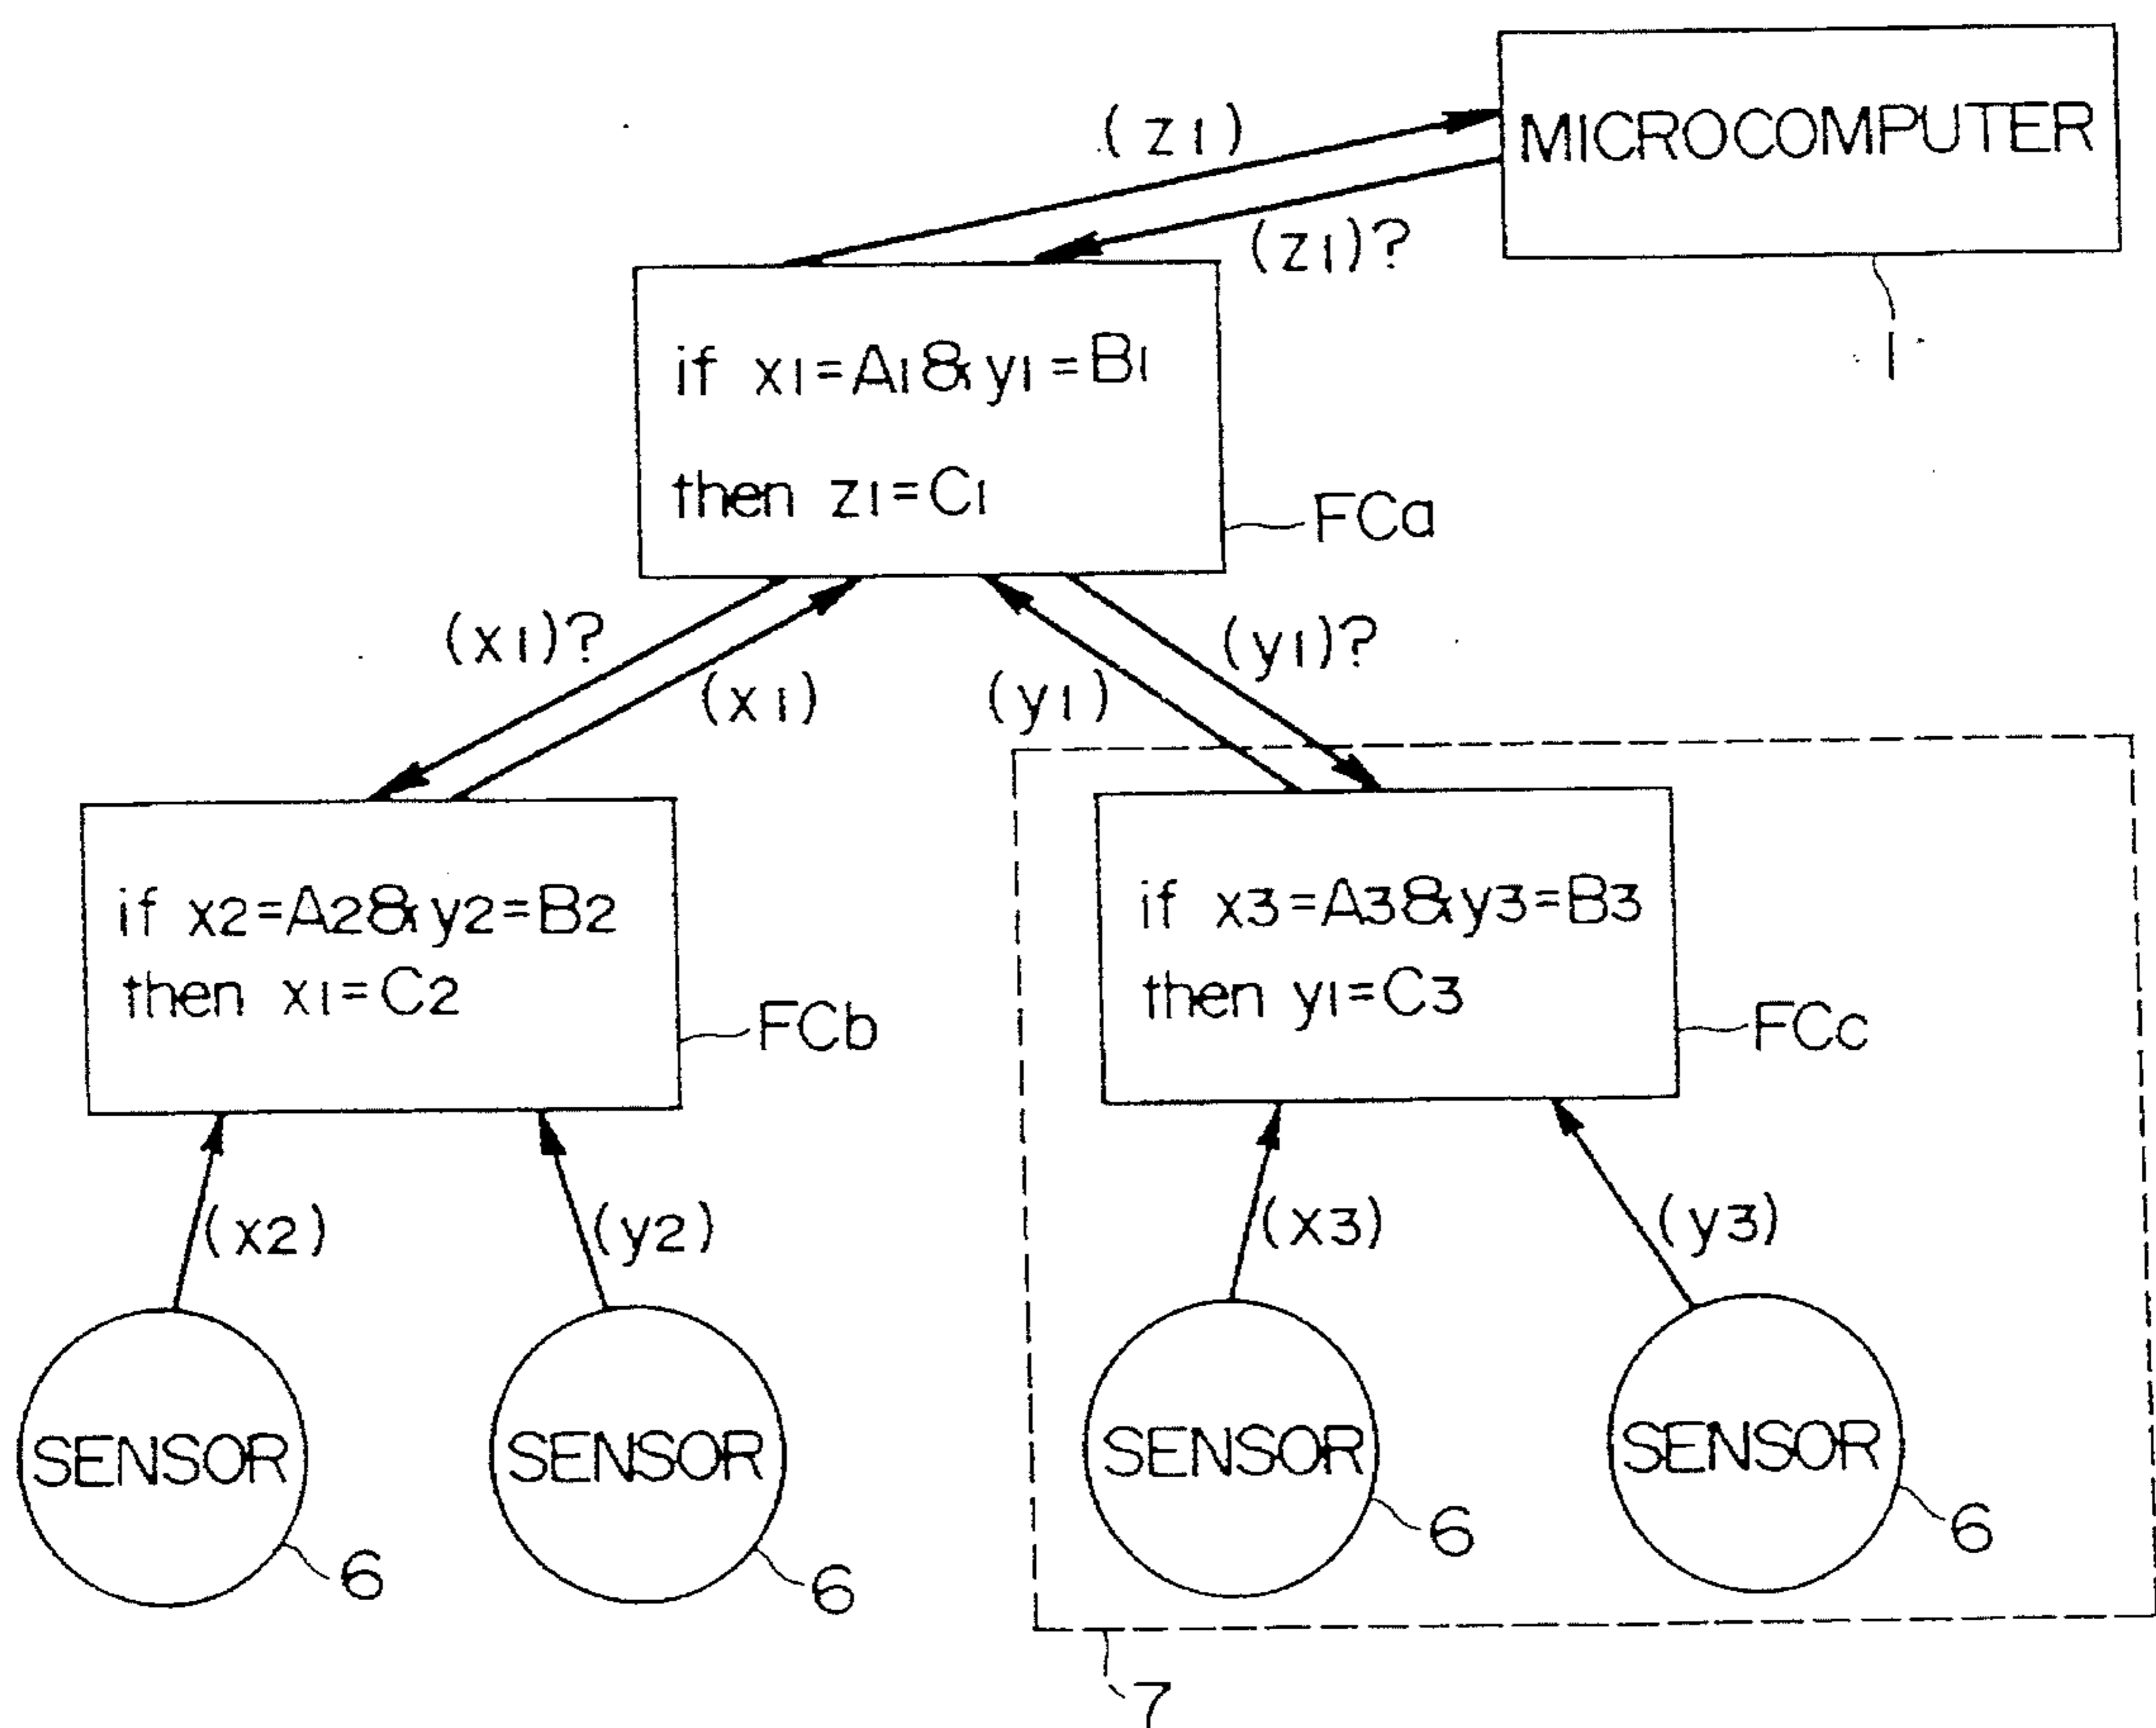 (z1)
MICROCOMPUTER
(z1)?
1
if x1=A1&y1=B1
then z1=C1
FCa
(x1)?
(x1)
(y1)
(y1)?
if x2=A2&y2=B2
then x1=C2
FCb
if x3=A3&y3=B3
then y1=C3
FCc
(x2)
(y2)
(x3)
(y3)
SENSOR
SENSOR
SENSOR
SENSOR
6
6
6
6
7